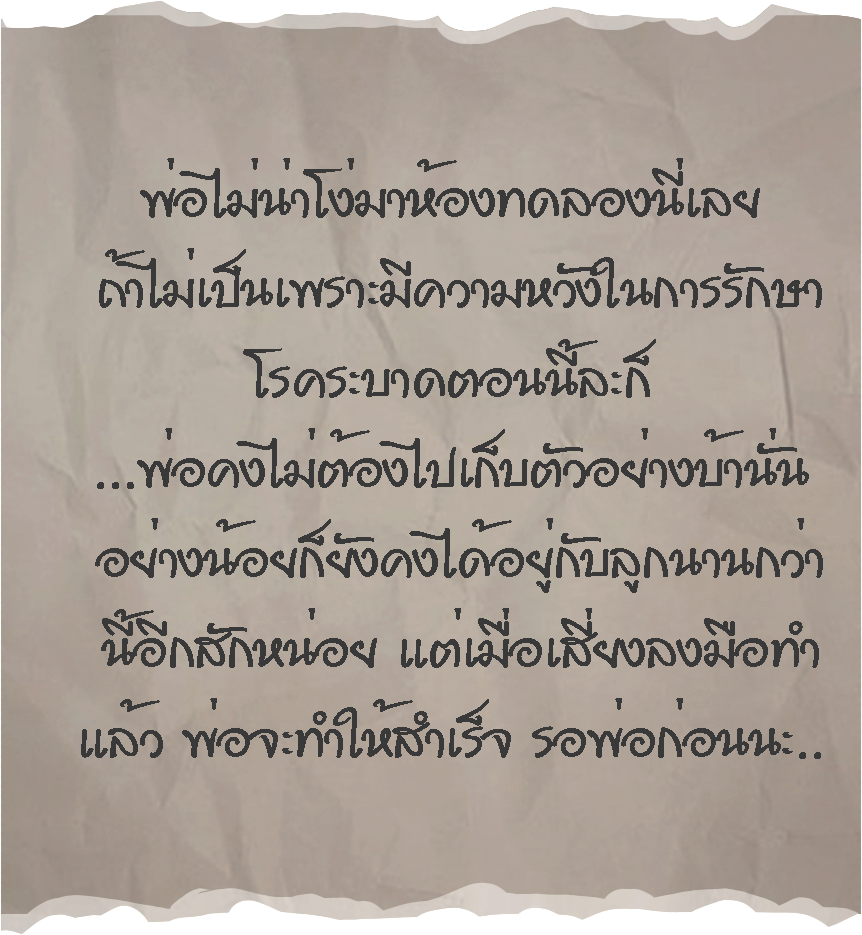 พ่อไม่น่าโง่มาห้องทดลองนี่เลย
ถ้าไม่เป็นเพราะมีความหวังในการรักษา
โรคระบาดตอนนี้ละก็
...พ่อคงไม่ต้องไปเก็บตัวอย่างบ้านั่น
อย่างน้อยก็ยังคงได้อยู่กับลูกนานกว่า
นี้อีกสักหน่อย แต่เมื่อเสี่ยงลงมือทำ
แล้ว พ่อจะทำให้สำเร็จ รอพ่อก่อนนะ..